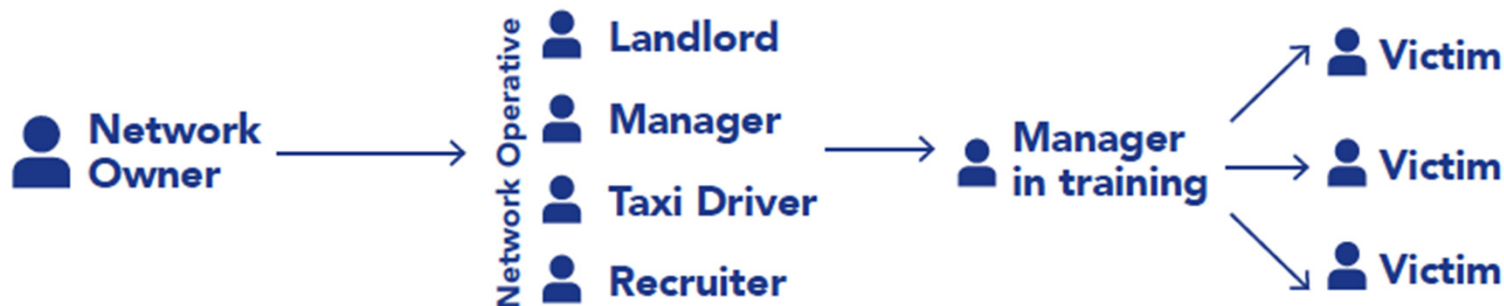 Network
Owner
Network Operative
Landlord
Manager
Taxi Driver
Recruiter
Manager
in training
Victim
Victim
Victim